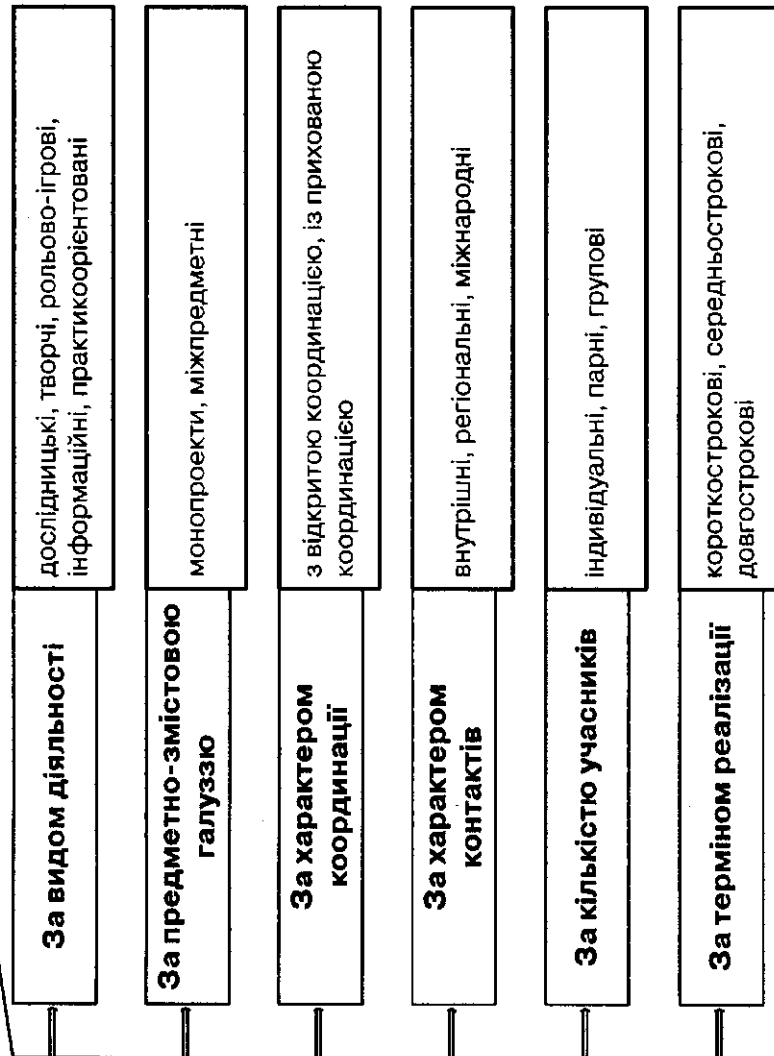 За видом діяльності
дослідницькі, творчі, рольово-ігрові,
інформаційні, практикоорієнтовані
За предметно-змістовою
галуззю
монопроекти, міжпредметні
За характером
координації
з відкритою координацією, із прихованою
координацією
За характером
контактів
внутрішні, регіональні, міжнародні
За кількістю учасників
індивідуальні, парні, групові
За терміном реалізації
короткострокові, середньострокові,
довгострокові